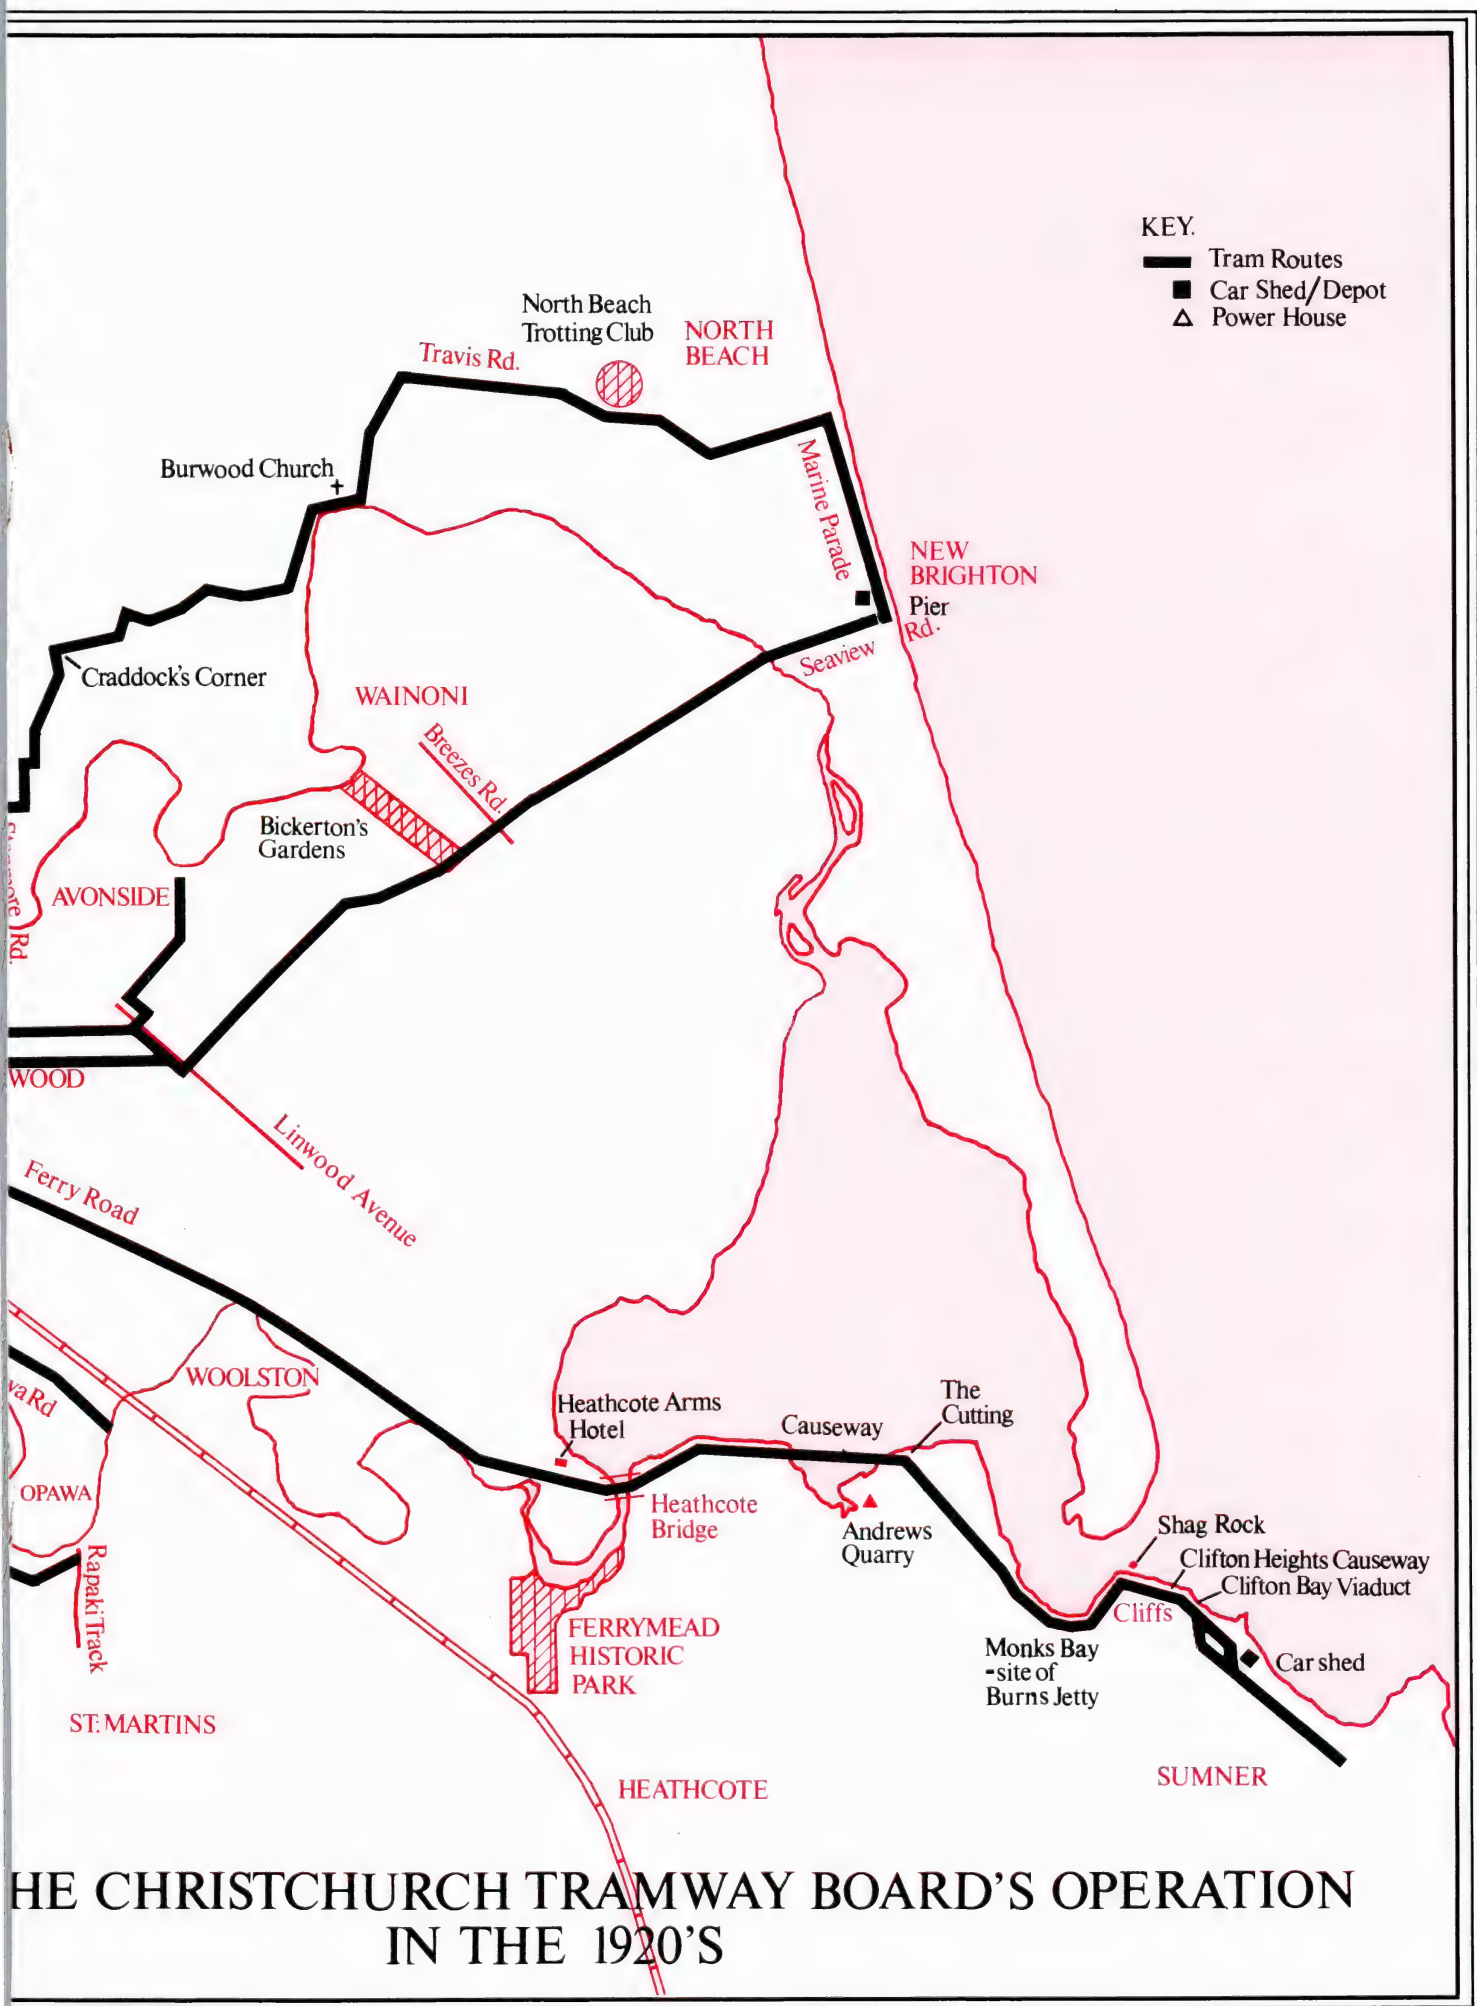 KEY.
Tram Routes
Car Shed/Depot
Power House
North Beach
Trotting Club
NORTH
BEACH
Travis Rd.
Burwood Church
Marine Parade
NEW
BRIGHTON
Pier
Seaview Rd.
Craddock's Corner
WAINONI
Breezes Rd.
Bickerton's
Gardens
AVONSIDE
Rd.
WOOD
Linwood Avenue
Ferry Road
WOOLSTON
va Rd
OPAWA
Rapaki Track
Heathcote Arms
Hotel
Causeway
The
Cutting
Heathcote
Bridge
Andrews
Quarry
Shag Rock
Clifton Heights Causeway
Clifton Bay Viaduct
Cliffs
Car shed
Monks Bay
-site of
Burns Jetty
FERRYMEAD
HISTORIC
PARK
ST. MARTINS
HEATHCOTE
SUMNER
HE CHRISTCHURCH TRAMWAY BOARD'S OPERATION
IN THE 1920'S